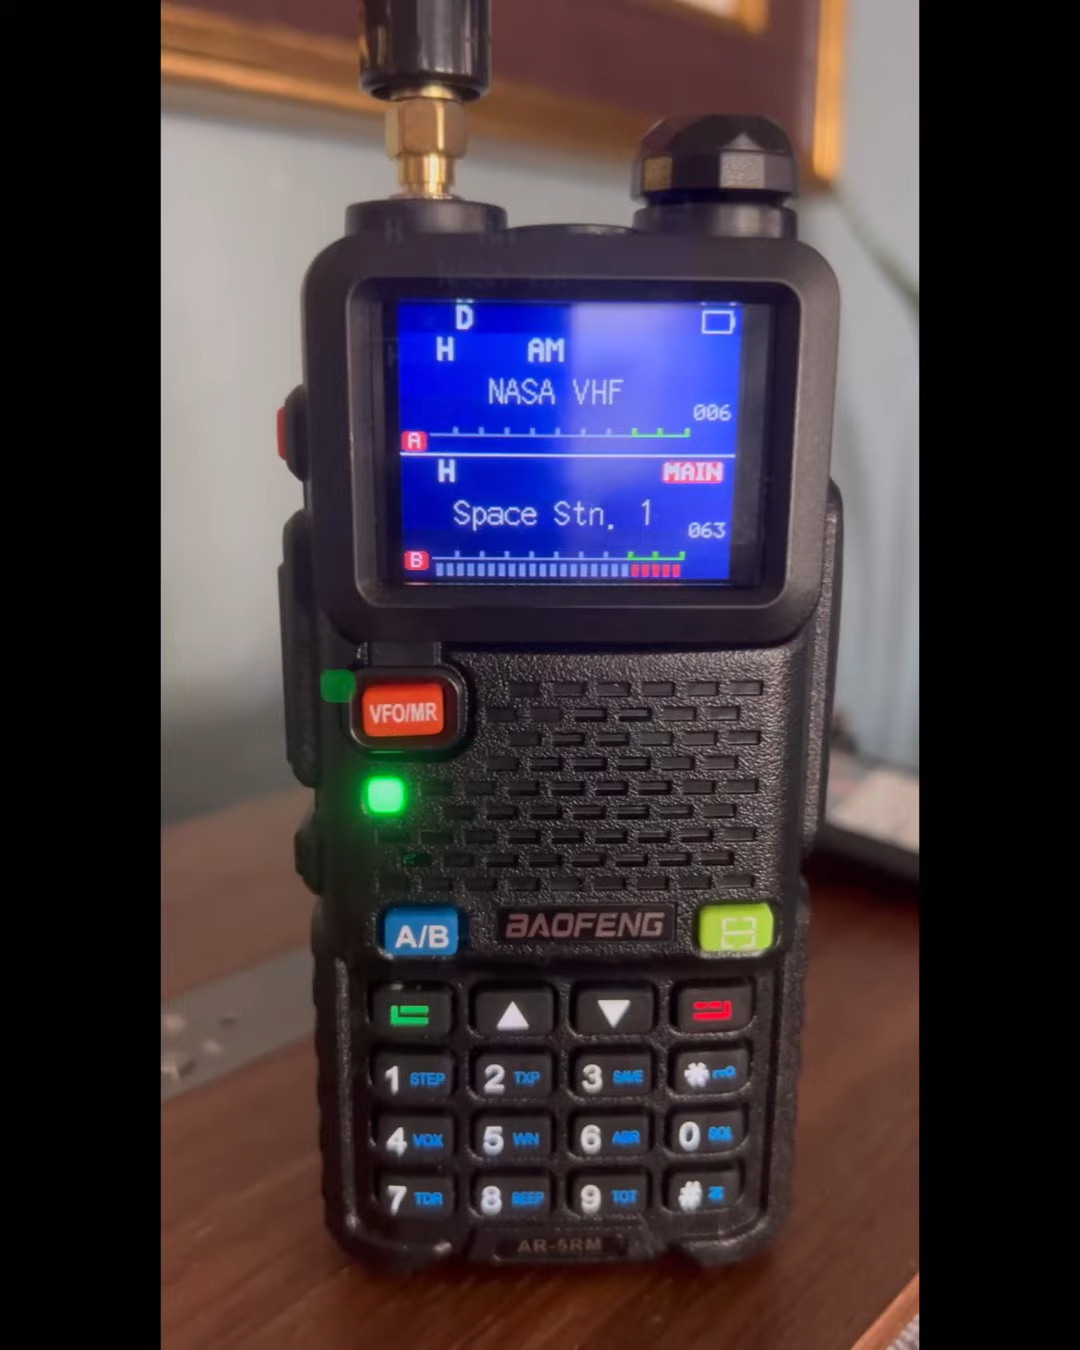 D
H AM
NASA VHF
006
A
H MAIN
Space Stn. 1
063
B
VFO/MR
A/B BAOFENG
1 STEP 2 TXP 3 SAVE *
4 VOX 5 WN 6 ABR 0 SQL
7 TDR 8 BEEP 9 TOT #
AR-5RM